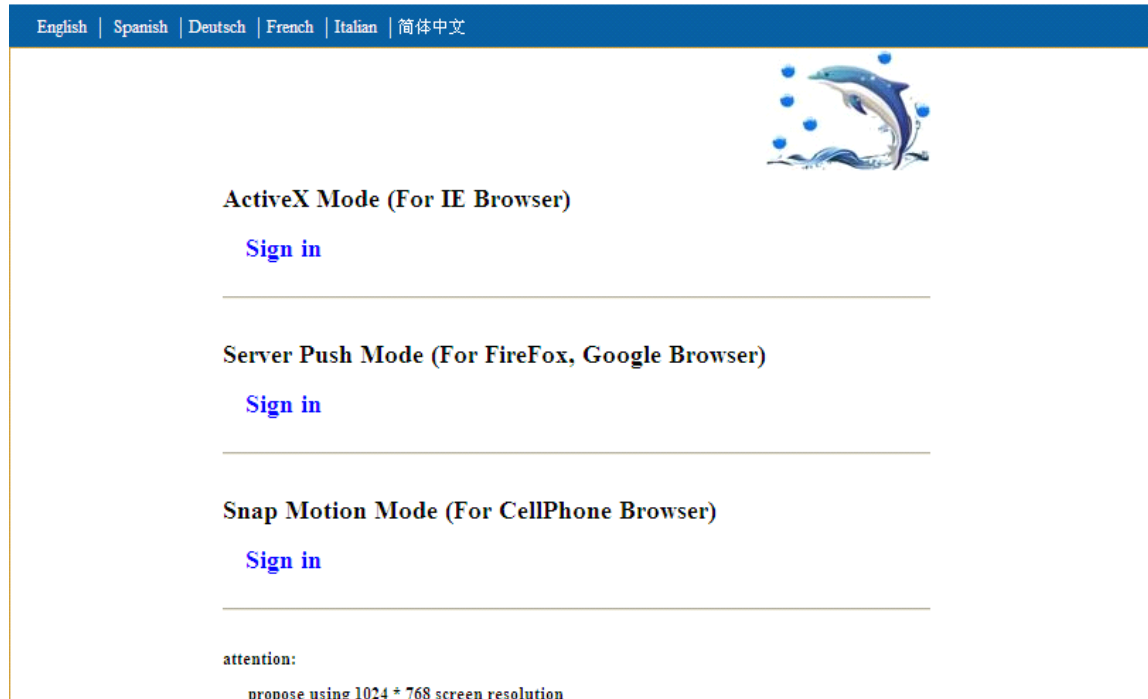 English | Spanish | Deutsch | French | Italian | 简体中文
ActiveX Mode (For IE Browser)
Sign in
Server Push Mode (For FireFox, Google Browser)
Sign in
Snap Motion Mode (For CellPhone Browser)
Sign in
attention:
propose using 1024 * 768 screen resolution